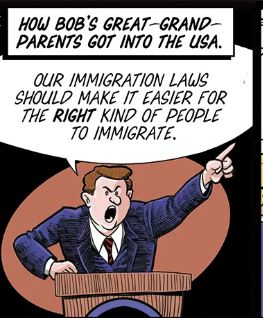 HOW BOB'S GREAT-GRAND-
PARENTS GOT INTO THE USA.
OUR IMMIGRATION LAWS
SHOULD MAKE IT EASIER FOR
THE RIGHT KIND OF PEOPLE
TO IMMIGRATE.